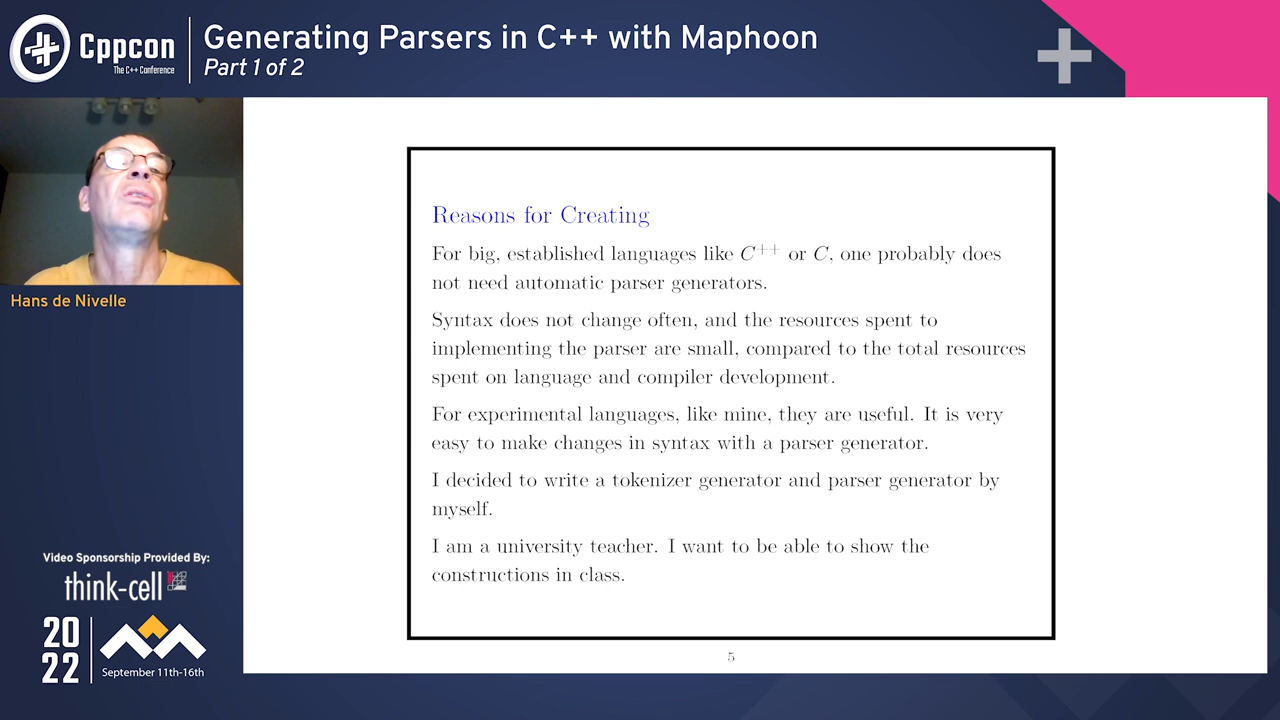 Cppcon
The C++ Conference
Generating Parsers in C++ with Maphoon
Part 1 of 2
Hans de Nivelle
Reasons for Creating
For big, established languages like C++ or C, one probably does
not need automatic parser generators.
Syntax does not change often, and the resources spent to
implementing the parser are small, compared to the total resources
spent on language and compiler development.
For experimental languages, like mine, they are useful. It is very
easy to make changes in syntax with a parser generator.
I decided to write a tokenizer generator and parser generator by
myself.
I am a university teacher. I want to be able to show the
constructions in class.
5
Video Sponsorship Provided By:
think-cell
20
22
September 11th-16th